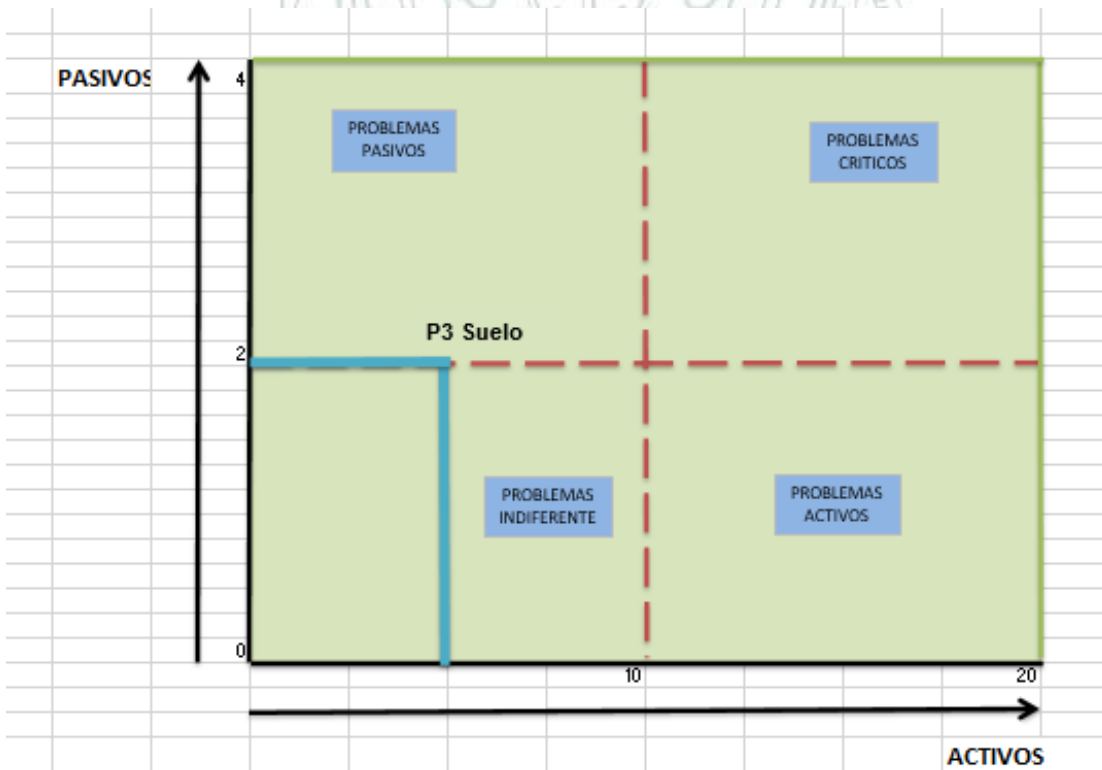 PASIVOS
4
PROBLEMAS
PASIVOS
PROBLEMAS
CRITICOS
P3 Suelo
2
PROBLEMAS
INDIFERENTE
PROBLEMAS
ACTIVOS
0
10
20
ACTIVOS